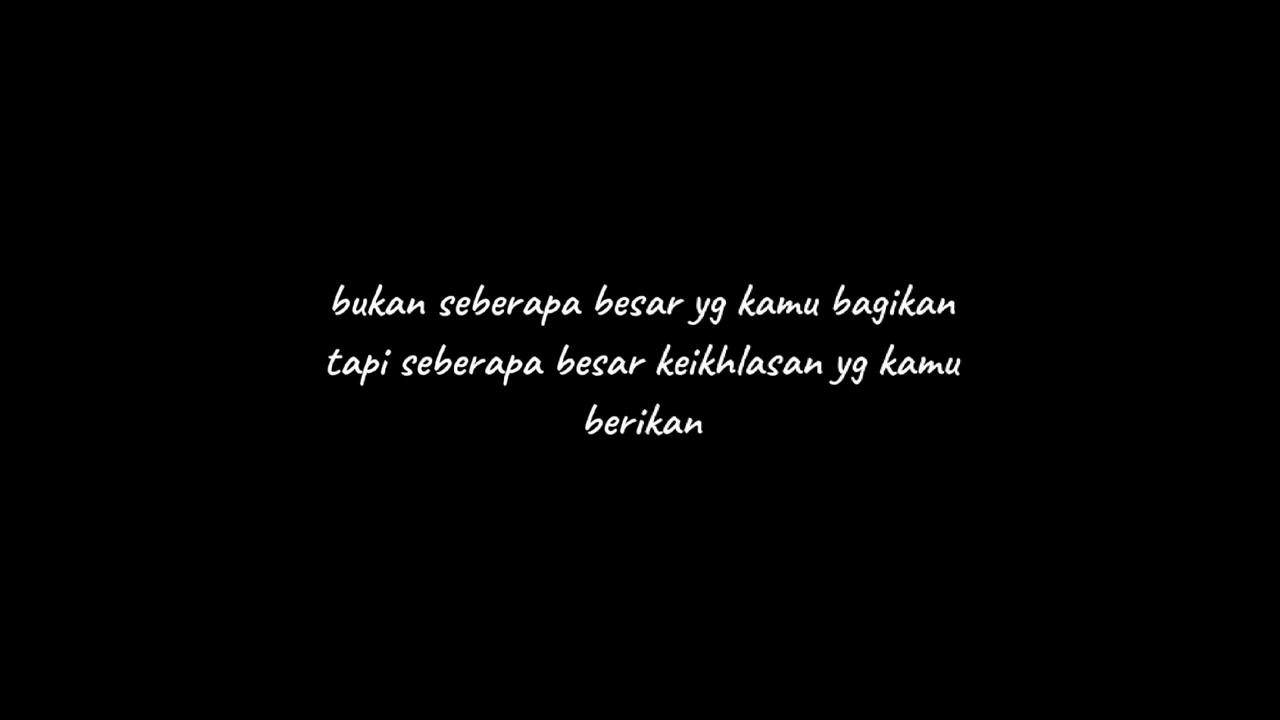 bukan seberapa besar yg kamu bagikan
tapi seberapa besar keikhlasan yg kamu
berikan